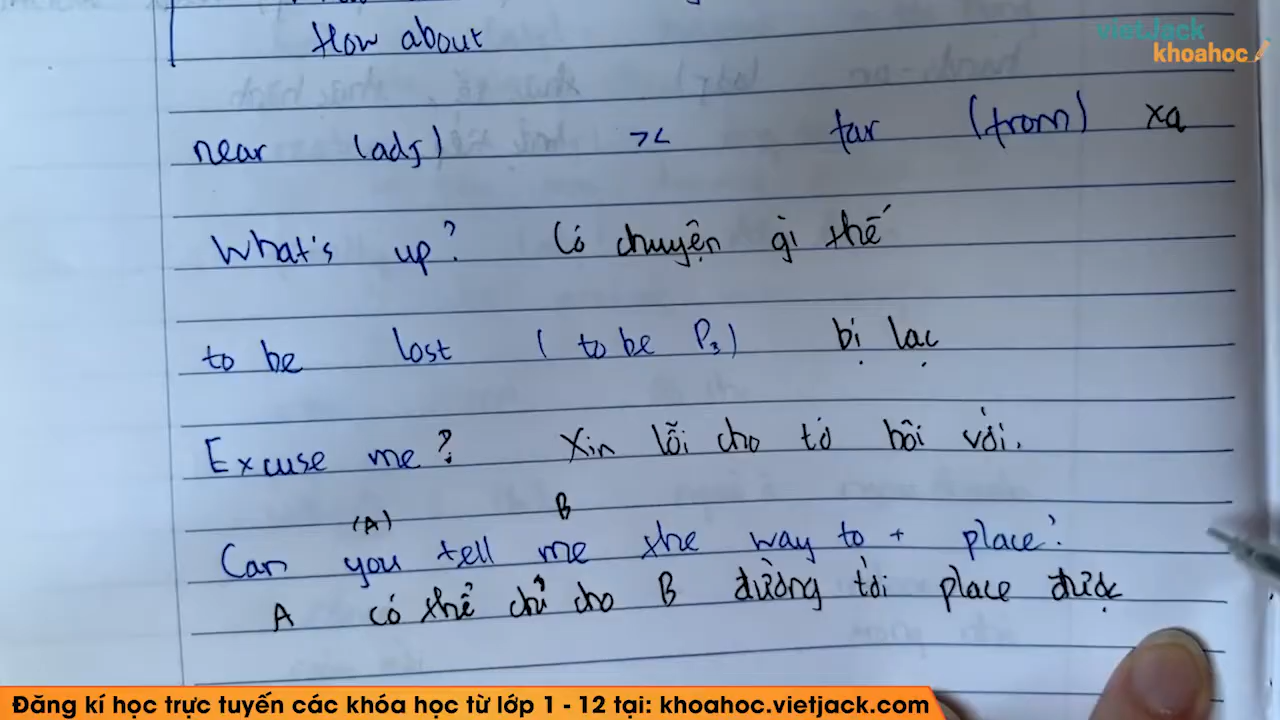 vietJack
khoahoc
How about
near (adj) >< far (from) xa
What's up? Có chuyện gì thế
to be lost ( to be P3) bị lạc
Excuse me? Xin lỗi cho tớ hỏi với.
(A) B
Can you tell me the way to + place?
A có thể chỉ cho B đường tới place được
Đăng kí học trực tuyến các khóa học từ lớp 1 - 12 tại: khoahoc.vietjack.com